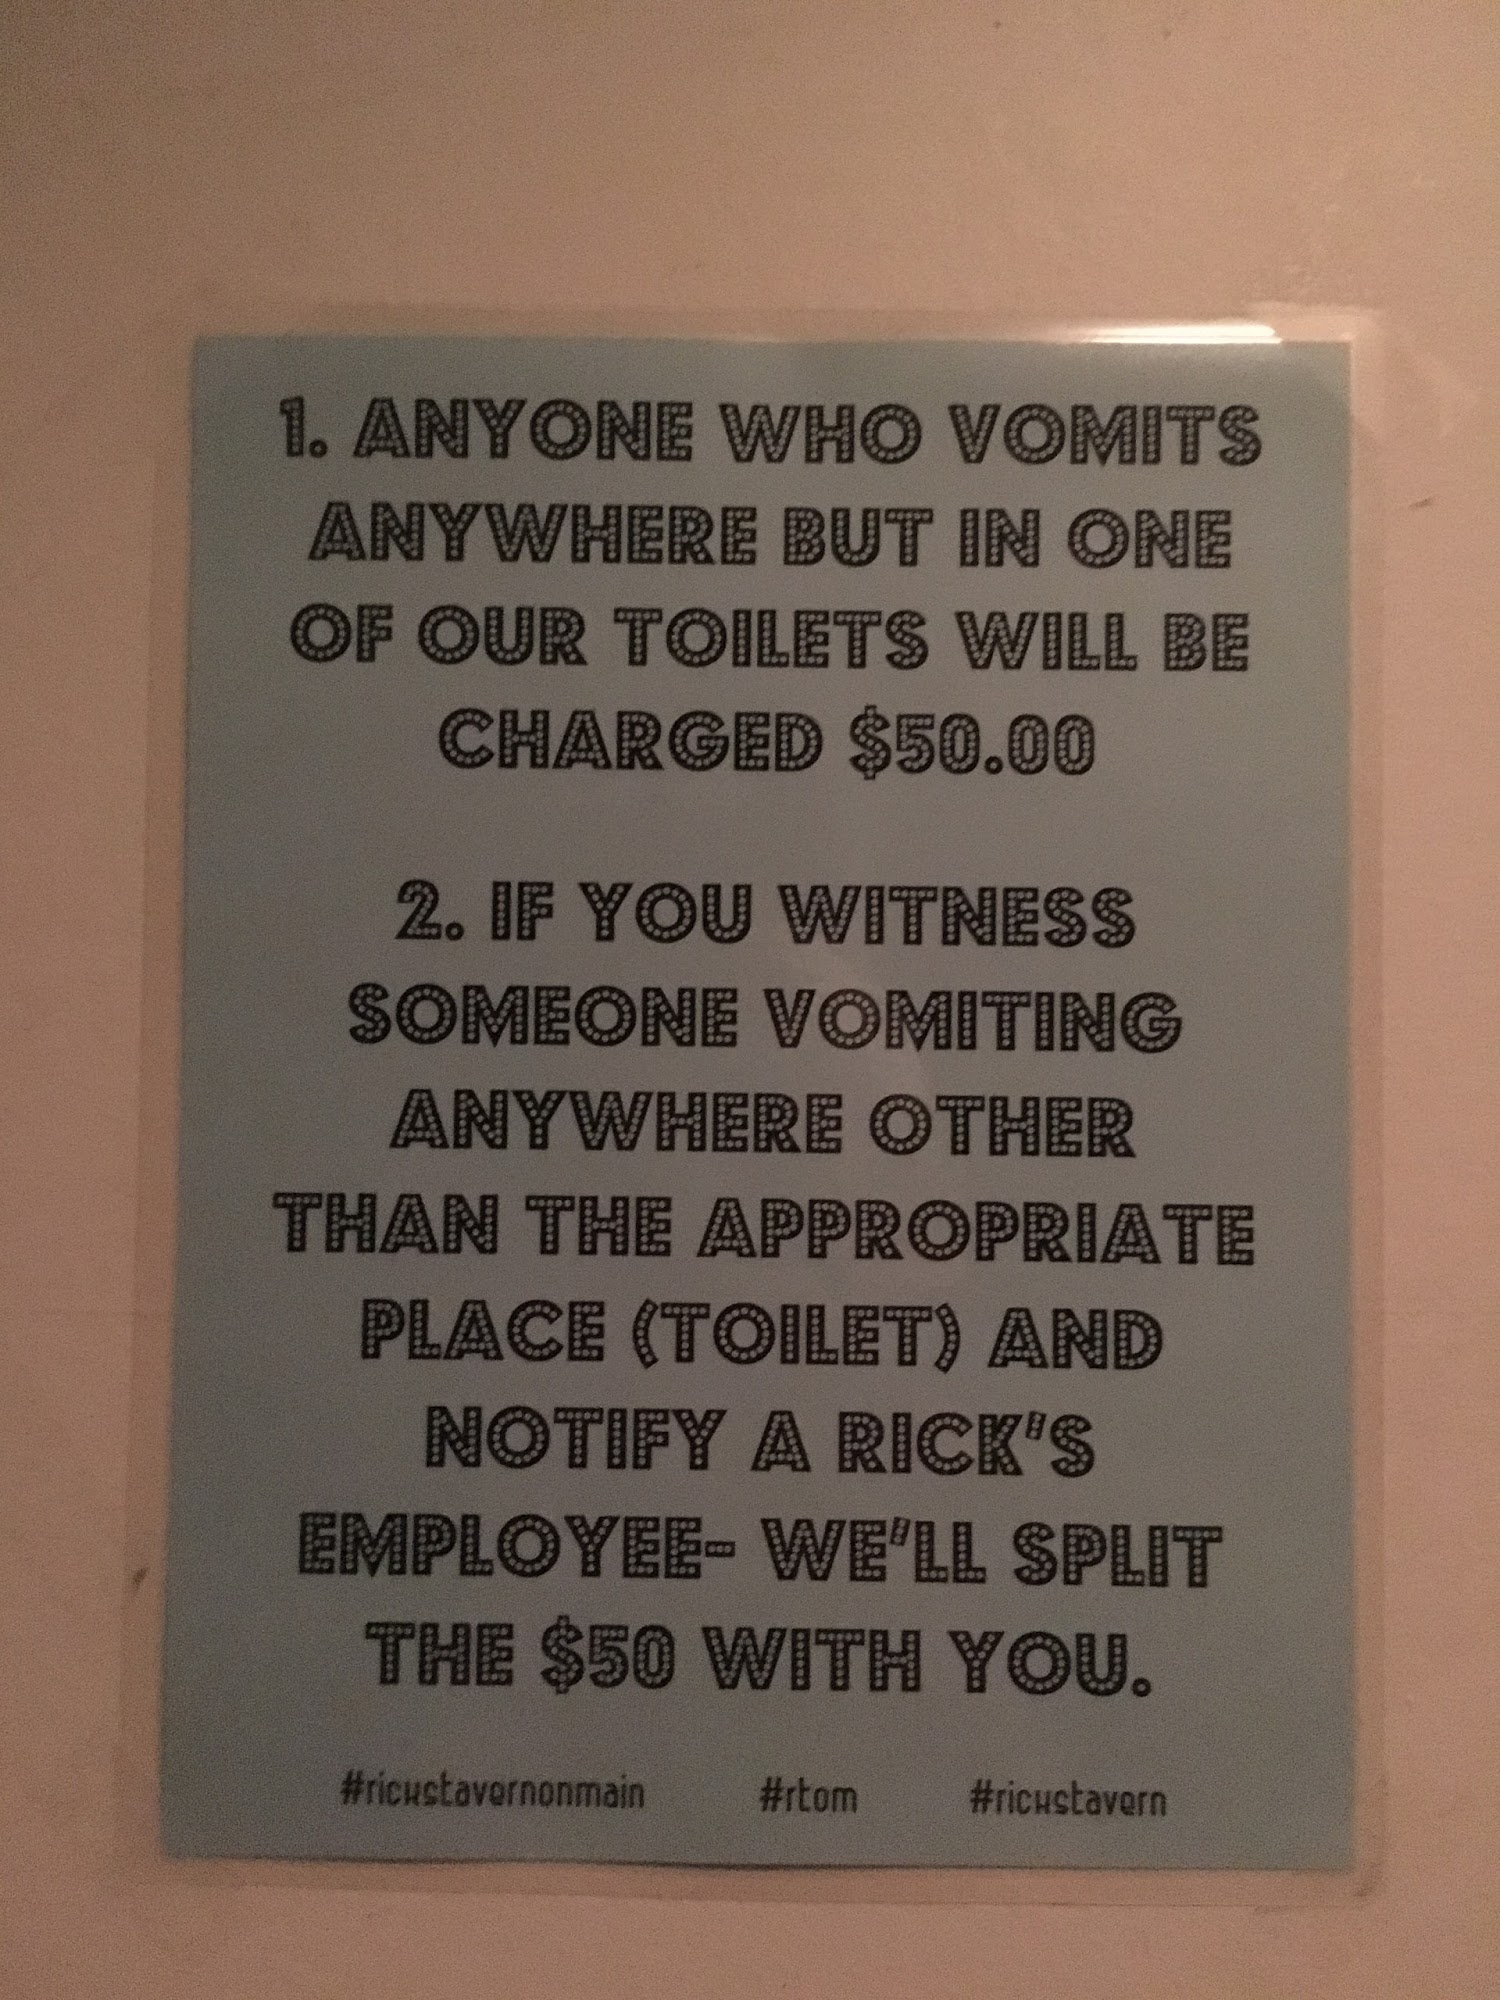 1. ANYONE WHO VOMITS
ANYWHERE BUT IN ONE
OF OUR TOILETS WILL BE
CHARGED $50.00
2. IF YOU WITNESS
SOMEONE VOMITING
ANYWHERE OTHER
THAN THE APPROPRIATE
PLACE (TOILET) AND
NOTIFY A RICK'S
EMPLOYEE- WE'LL SPLIT
THE $50 WITH YOU.
#rickstavernonmain #rtom #rickstavern